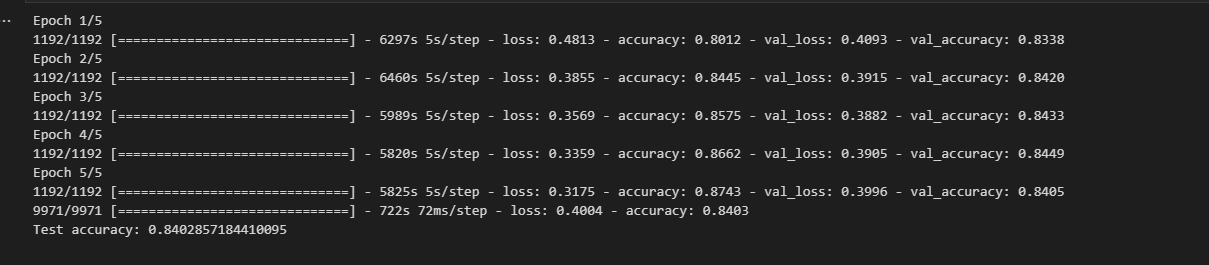 ...
Epoch 1/5
1192/1192 [==============================] - 6297s 5s/step - loss: 0.4813 - accuracy: 0.8012 - val_loss: 0.4093 - val_accuracy: 0.8338
Epoch 2/5
1192/1192 [==============================] - 6460s 5s/step - loss: 0.3855 - accuracy: 0.8445 - val_loss: 0.3915 - val_accuracy: 0.8420
Epoch 3/5
1192/1192 [==============================] - 5989s 5s/step - loss: 0.3569 - accuracy: 0.8575 - val_loss: 0.3882 - val_accuracy: 0.8433
Epoch 4/5
1192/1192 [==============================] - 5820s 5s/step - loss: 0.3359 - accuracy: 0.8662 - val_loss: 0.3905 - val_accuracy: 0.8449
Epoch 5/5
1192/1192 [==============================] - 5825s 5s/step - loss: 0.3175 - accuracy: 0.8743 - val_loss: 0.3996 - val_accuracy: 0.8405
9971/9971 [==============================] - 722s 72ms/step - loss: 0.4004 - accuracy: 0.8403
Test accuracy: 0.8402857184410095